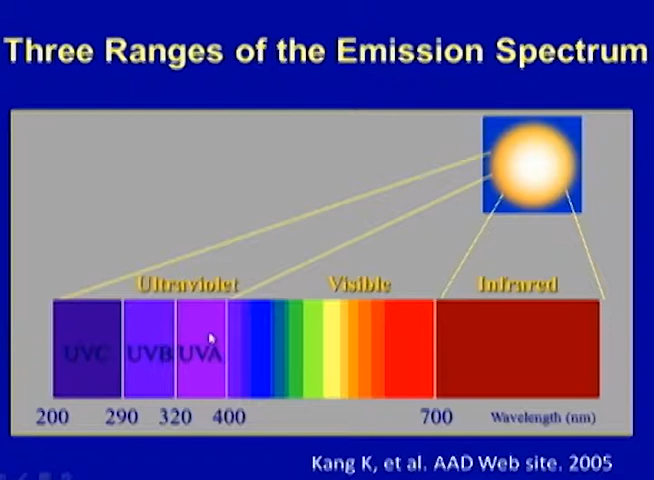 Three Ranges of the Emission Spectrum
Ultraviolet Visible Infrared
UVC UVB UVA
200 290 320 400 700 Wavelength (nm)
Kang K, et al. AAD Web site. 2005